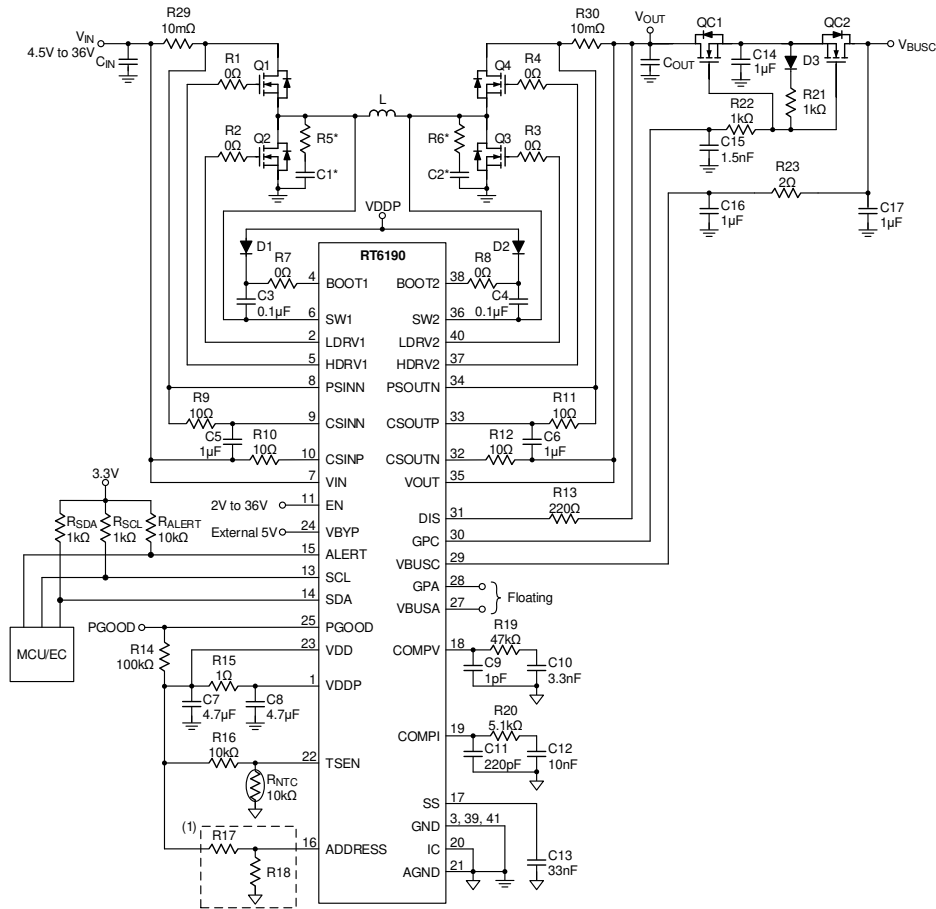 VIN
4.5V to 36V
CIN
R29
10mΩ
R1
0Ω
Q1
R2
0Ω
Q2
R5*
C1*
L
R30
10mΩ
Q4
R4
0Ω
R6*
C2*
Q3
R3
0Ω
VOUT
COUT
QC1
QC2
VBUSC
C14
1µF
D3
R21
1kΩ
R22
1kΩ
C15
1.5nF
R23
2Ω
C16
1µF
C17
1µF
VDDP
D1
R7
0Ω
C3
0.1µF
D2
R8
0Ω
C4
0.1µF
RT6190
4 BOOT1
6 SW1
2 LDRV1
5 HDRV1
8 PSINN
9 CSINN
10 CSINP
7 VIN
11 EN
24 VBYP
15 ALERT
13 SCL
14 SDA
25 PGOOD
23 VDD
1 VDDP
22 TSEN
16 ADDRESS
BOOT2 38
SW2 36
LDRV2 40
HDRV2 37
PSOUTN 34
CSOUTP 33
CSOUTN 32
VOUT 35
DIS 31
GPC 30
VBUSC 29
GPA 28
VBUSA 27
COMPV 18
COMPI 19
SS 17
GND 3, 39, 41
IC 20
AGND 21
R9
10Ω
C5
1µF
R10
10Ω
R11
10Ω
R12
10Ω
C6
1µF
R13
220Ω
3.3V
RSDA
1kΩ
RSCL
1kΩ
RALERT
10kΩ
2V to 36V
External 5V
MCU/EC
PGOOD
R14
100kΩ
R15
1Ω
C7
4.7µF
C8
4.7µF
R16
10kΩ
RNTC
10kΩ
(1)
R17
R18
Floating
R19
47kΩ
C9
1pF
C10
3.3nF
R20
5.1kΩ
C11
220pF
C12
10nF
C13
33nF